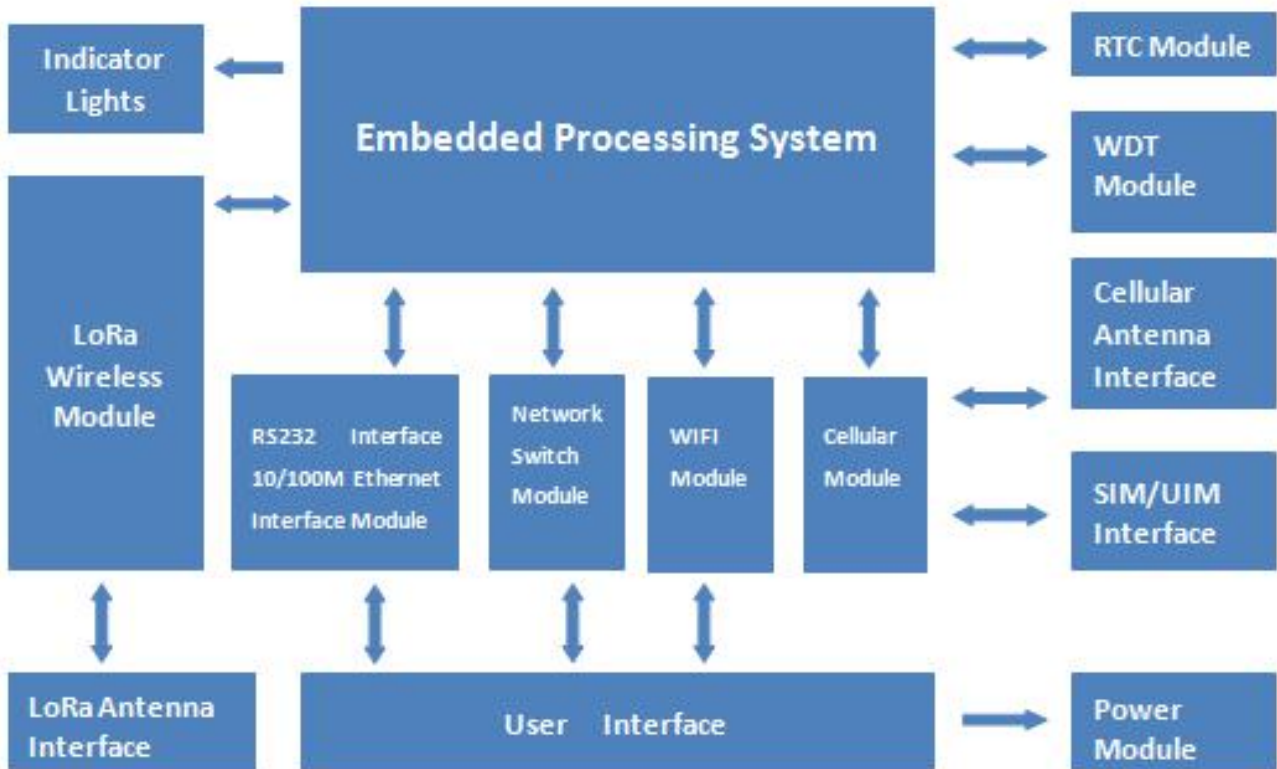 Indicator
Lights
Embedded Processing System
RTC Module
WDT
Module
LoRa
Wireless
Module
Cellular
Antenna
Interface
RS232 Interface
10/100M Ethernet
Interface Module
Network
Switch
Module
WIFI
Module
Cellular
Module
SIM/UIM
Interface
LoRa Antenna
Interface
User Interface
Power
Module